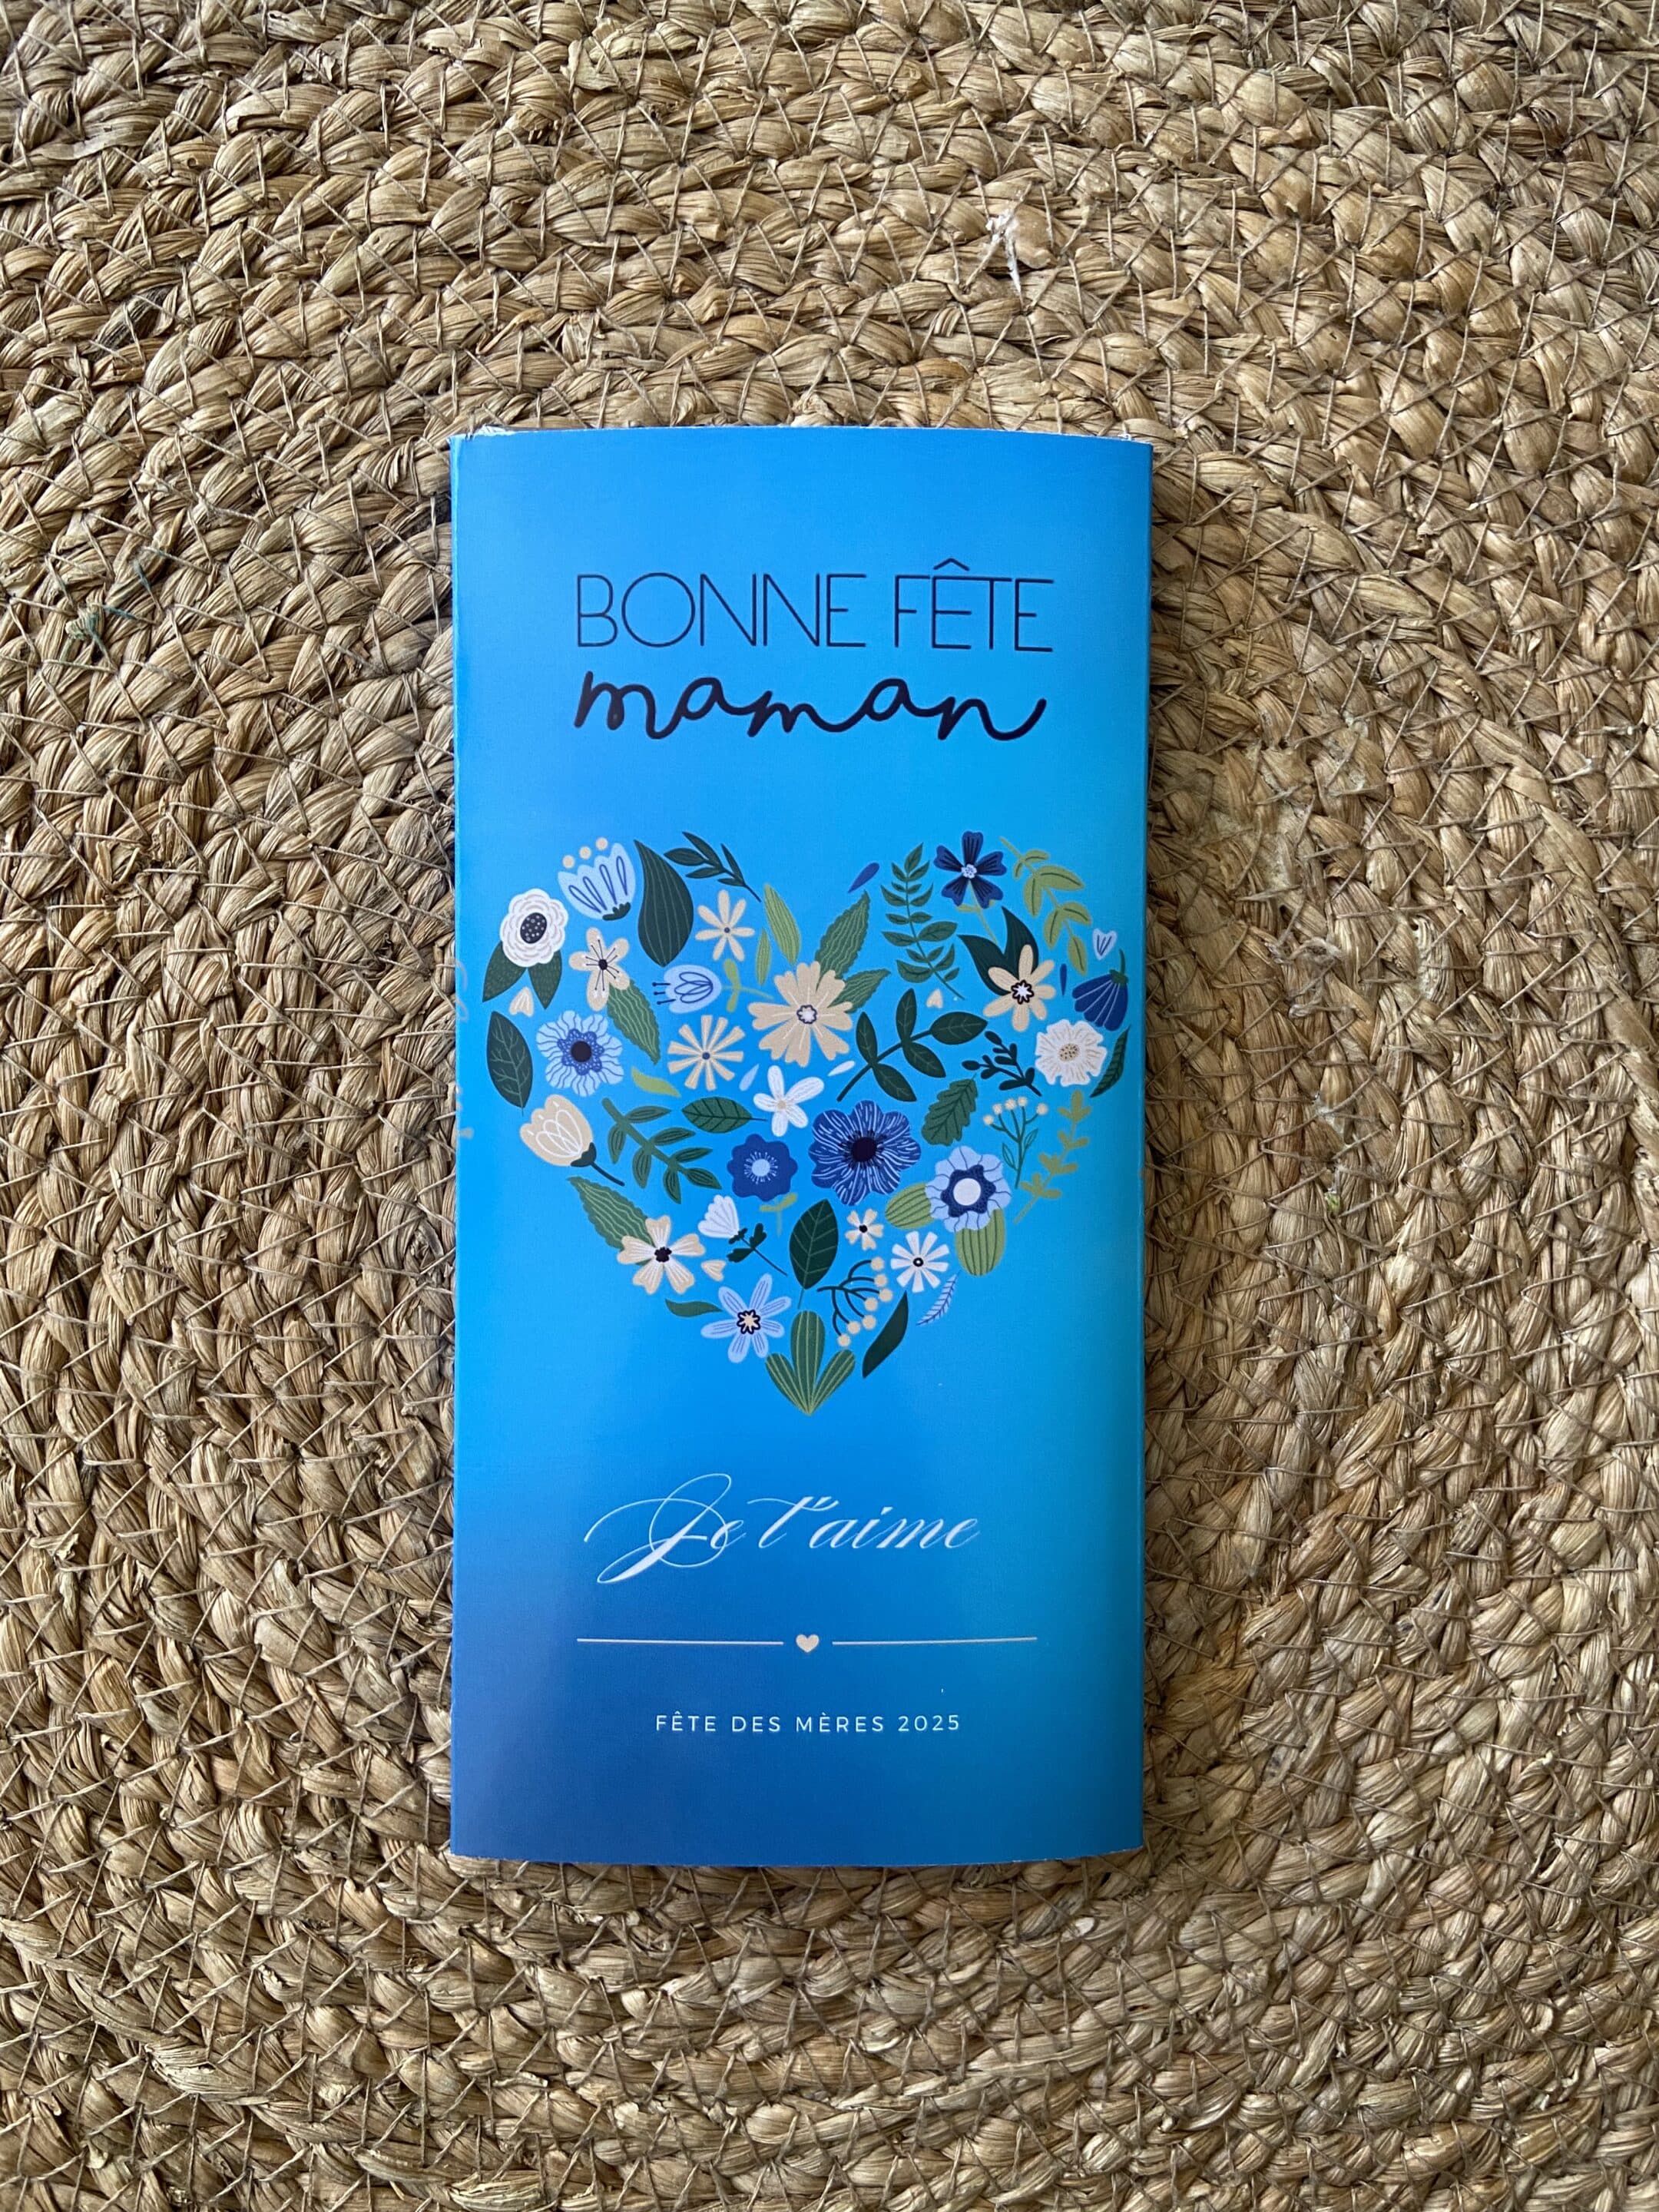 BONNE FÊTE
maman
Je t'aime
FÊTE DES MÈRES 2025